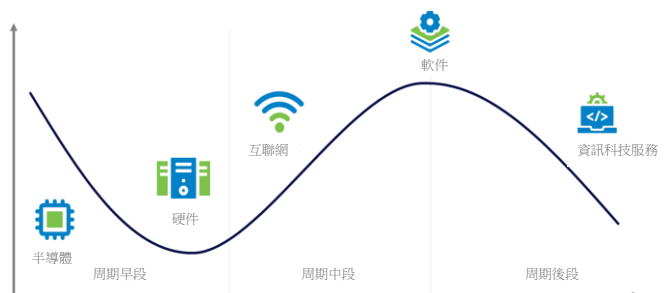 軟件
互聯網
資訊科技服務
硬件
半導體
周期早段
周期中段
周期後段